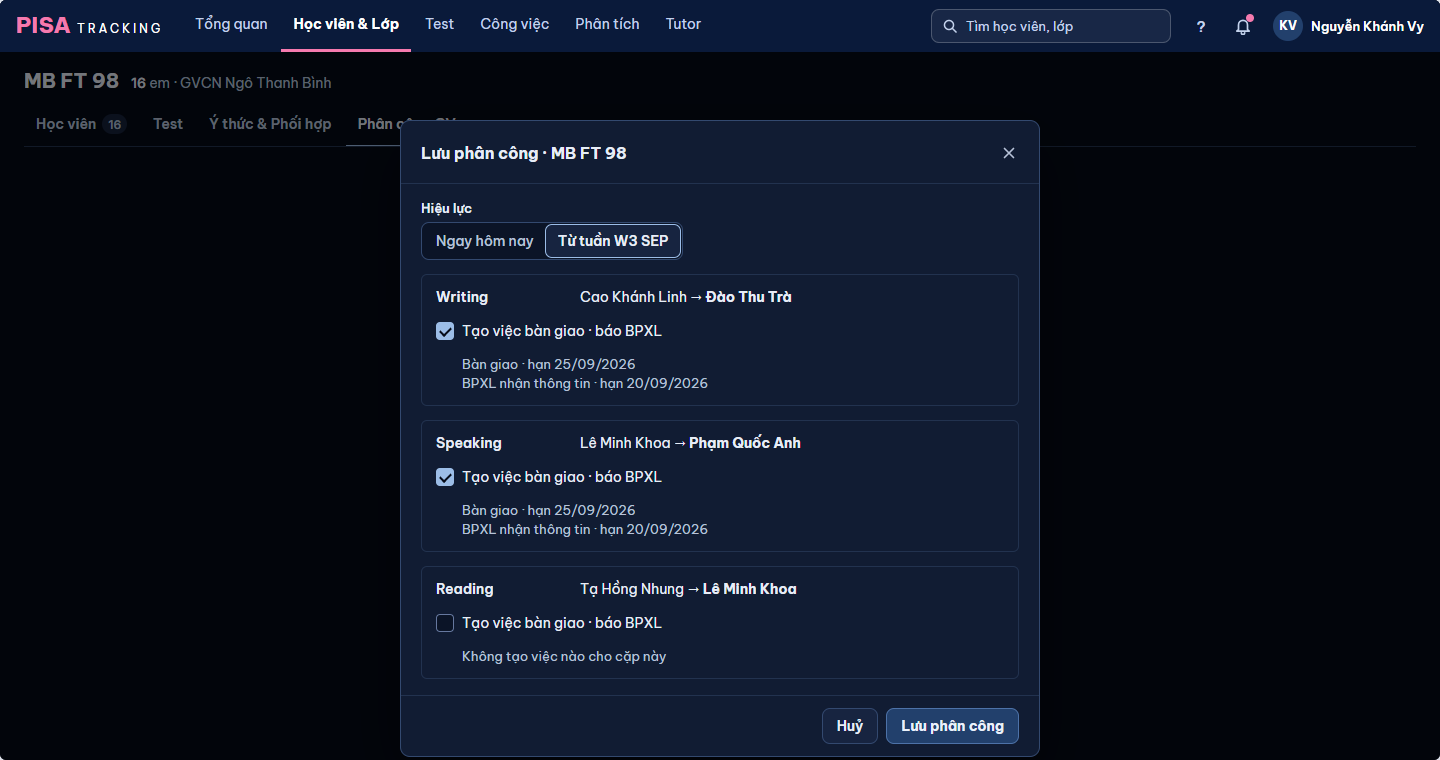 PISA TRACKING Tổng quan Học viên & Lớp Test Công việc Phân tích Tutor Tìm học viên, lớp ? KV Nguyễn Khánh Vy
MB FT 98 16 em · GVCN Ngô Thanh Bình
Học viên 16 Test Ý thức & Phối hợp Phân
Lưu phân công · MB FT 98
Hiệu lực
Ngay hôm nay Từ tuần W3 SEP
Writing Cao Khánh Linh → Đào Thu Trà
Tạo việc bàn giao · báo BPXL
Bàn giao · hạn 25/09/2026
BPXL nhận thông tin · hạn 20/09/2026
Speaking Lê Minh Khoa → Phạm Quốc Anh
Tạo việc bàn giao · báo BPXL
Bàn giao · hạn 25/09/2026
BPXL nhận thông tin · hạn 20/09/2026
Reading Tạ Hồng Nhung → Lê Minh Khoa
Tạo việc bàn giao · báo BPXL
Không tạo việc nào cho cặp này
Huỷ Lưu phân công